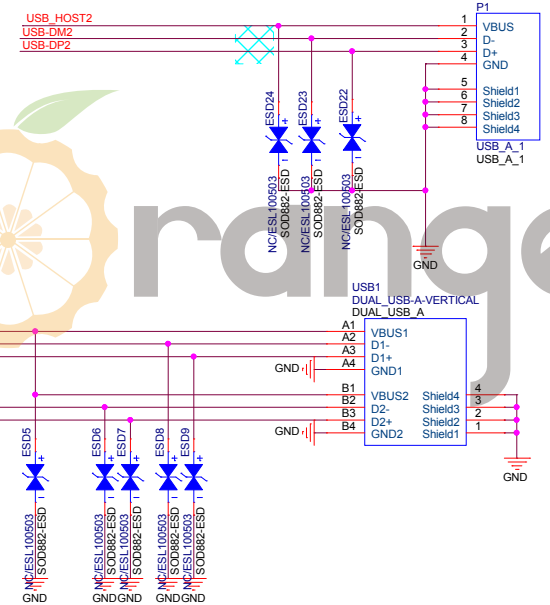 P1
USB_HOST2
USB-DM2
USB-DP2
1 VBUS
2 D-
3 D+
4 GND
5 Shield1
6 Shield2
7 Shield3
8 Shield4
USB_A_1
USB_A_1
ESD24
ESD23
ESD22
+ + +
- - -
NC/ESL100503
SOD882-ESD
NC/ESL100503
SOD882-ESD
NC/ESL100503
SOD882-ESD
GND
range
USB1
DUAL_USB-A-VERTICAL
DUAL_USB_A
A1 VBUS1
A2 D1-
A3 D1+
GND A4 GND1
B1 VBUS2 Shield4 4
B2 D2- Shield3 3
B3 D2+ Shield2 2
GND B4 GND2 Shield1 1
GND
ESD5
ESD6
ESD7
ESD8
ESD9
+ + + + +
- - - - -
NC/ESL100503
SOD882-ESD
NC/ESL100503
SOD882-ESD
NC/ESL100503
SOD882-ESD
NC/ESL100503
SOD882-ESD
NC/ESL100503
SOD882-ESD
GND GND GND GND GND